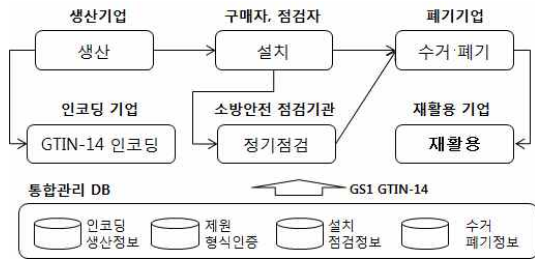 생산기업 구매자, 점검자 폐기기업
생산 설치 수거·폐기
인코딩 기업 소방안전 점검기관 재활용 기업
GTIN-14 인코딩 정기점검 재활용
통합관리 DB GS1 GTIN-14
인코딩 제원 설치 수거
생산정보 형식인증 점검정보 폐기정보